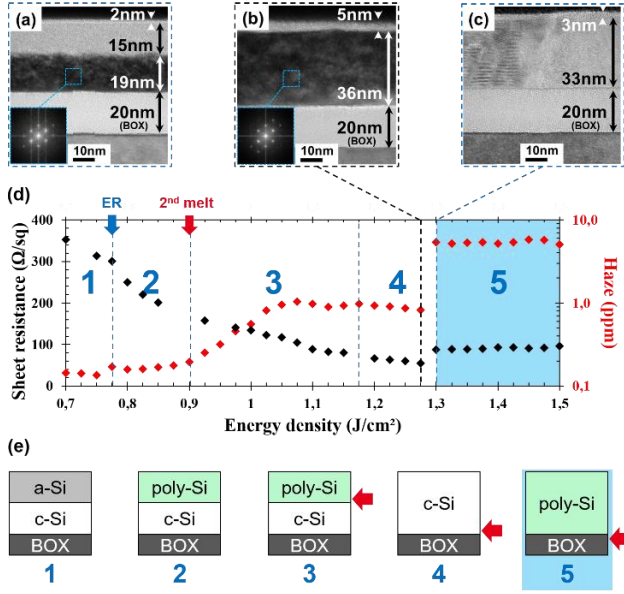 (a)
2nm
15nm
19nm
20nm
(BOX)
10nm
(b)
5nm
36nm
20nm
(BOX)
10nm
(c)
3nm
33nm
20nm
(BOX)
10nm
(d)
ER
2nd melt
400
300
200
100
0
Sheet resistance (Ω/sq)
1
2
3
4
5
10,0
1,0
0,1
Haze
(ppm)
0,7
0,8
0,9
1
1,1
1,2
1,3
1,4
1,5
Energy density (J/cm²)
(e)
a-Si
c-Si
BOX
1
poly-Si
c-Si
BOX
2
poly-Si
c-Si
BOX
3
c-Si
BOX
4
poly-Si
BOX
5